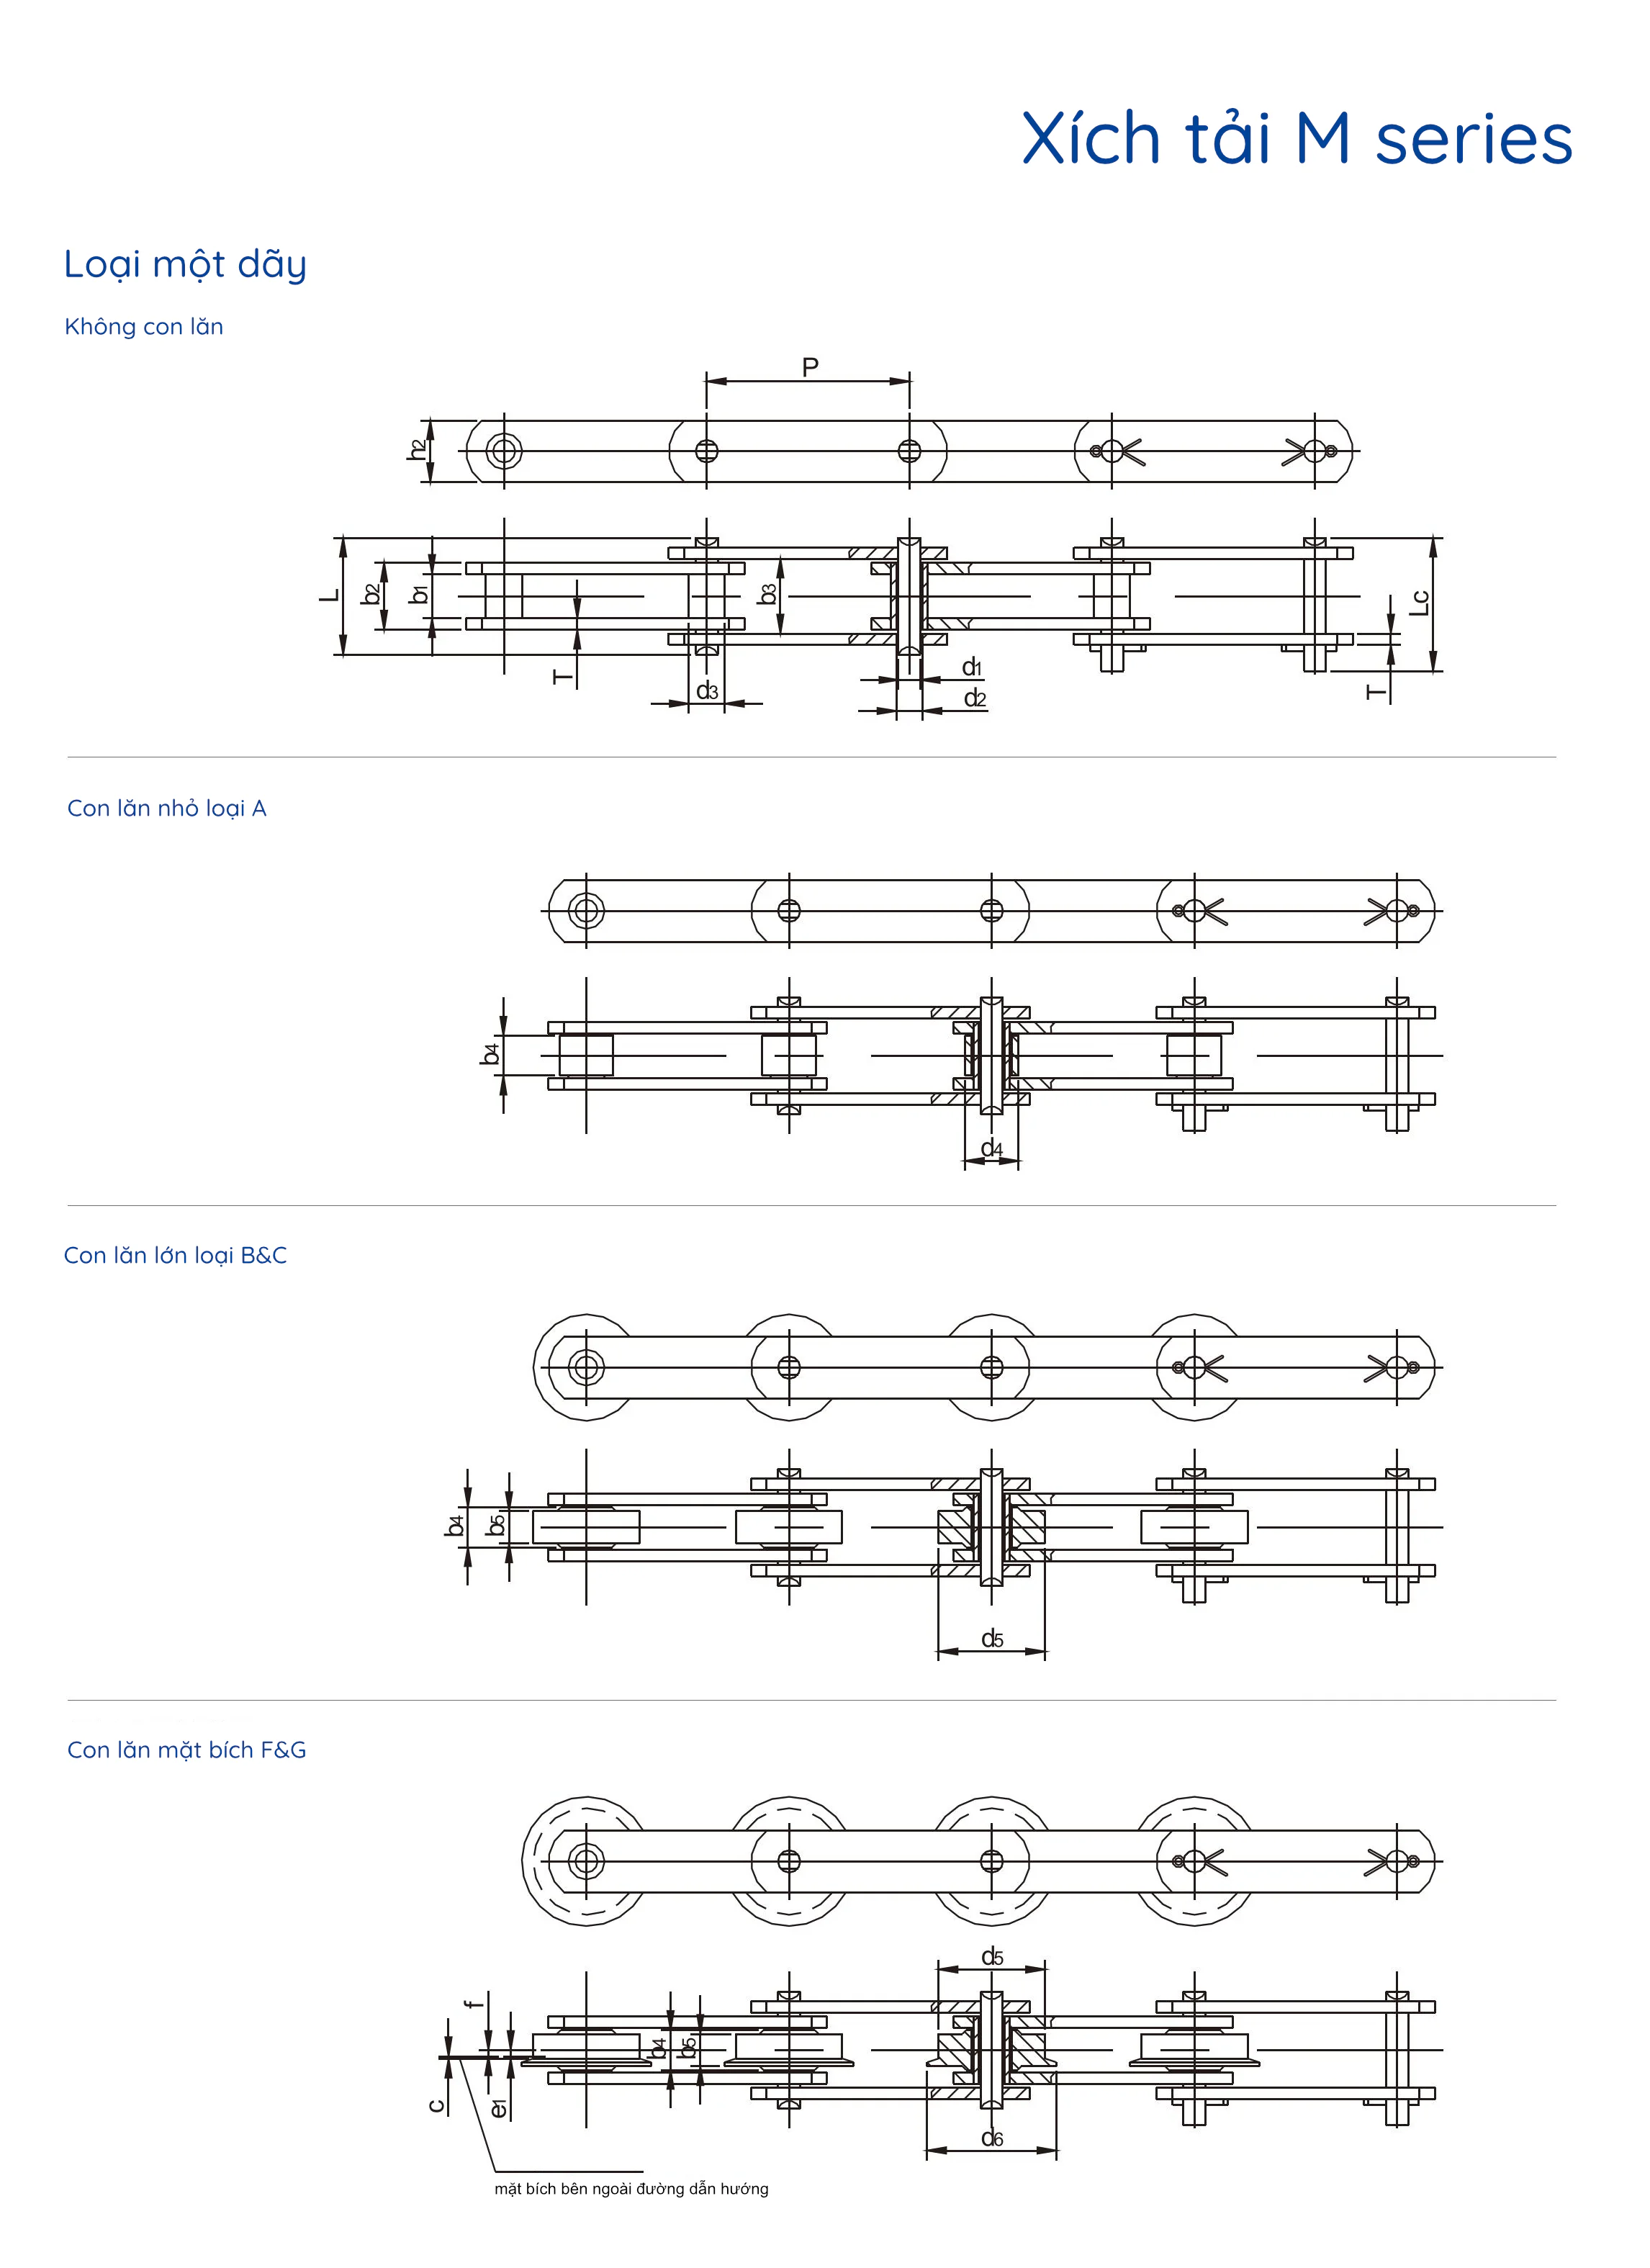 Xích tải M series
Loại một dãy
Không con lăn
P
h2
L
b2
b1
T
d3
b3
d1
d2
Lc
T
Con lăn nhỏ loại A
b4
d4
Con lăn lớn loại B&C
b4
b5
d5
Con lăn mặt bích F&G
d5
f
b4
b5
c
e1
d6
mặt bích bên ngoài đường dẫn hướng